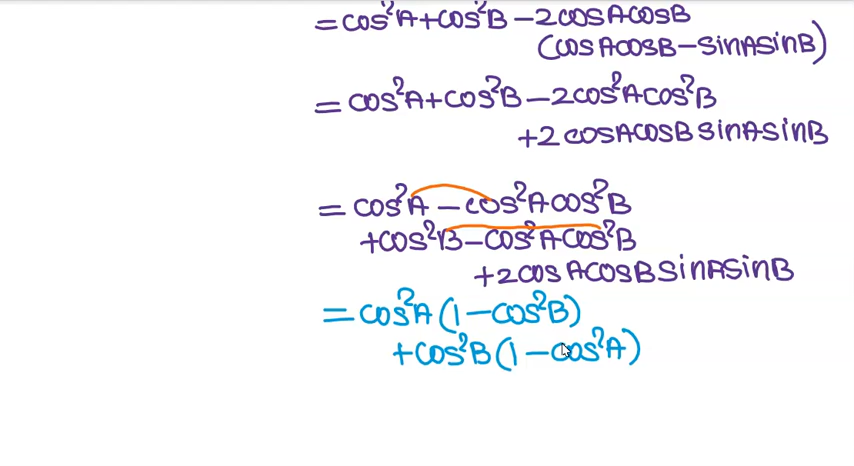 =cos²A+cos²B-2cosAcosB
(cosAcosB-sinAsinB)
=cos²A+cos²B-2cos²Acos²B
+2cosAcosBsinAsinB
=cos²A-cos²Acos²B
+cos²B-cos²Acos²B
+2cosAcosBsinAsinB
=cos²A(1-cos²B)
+cos²B(1-cos²A)